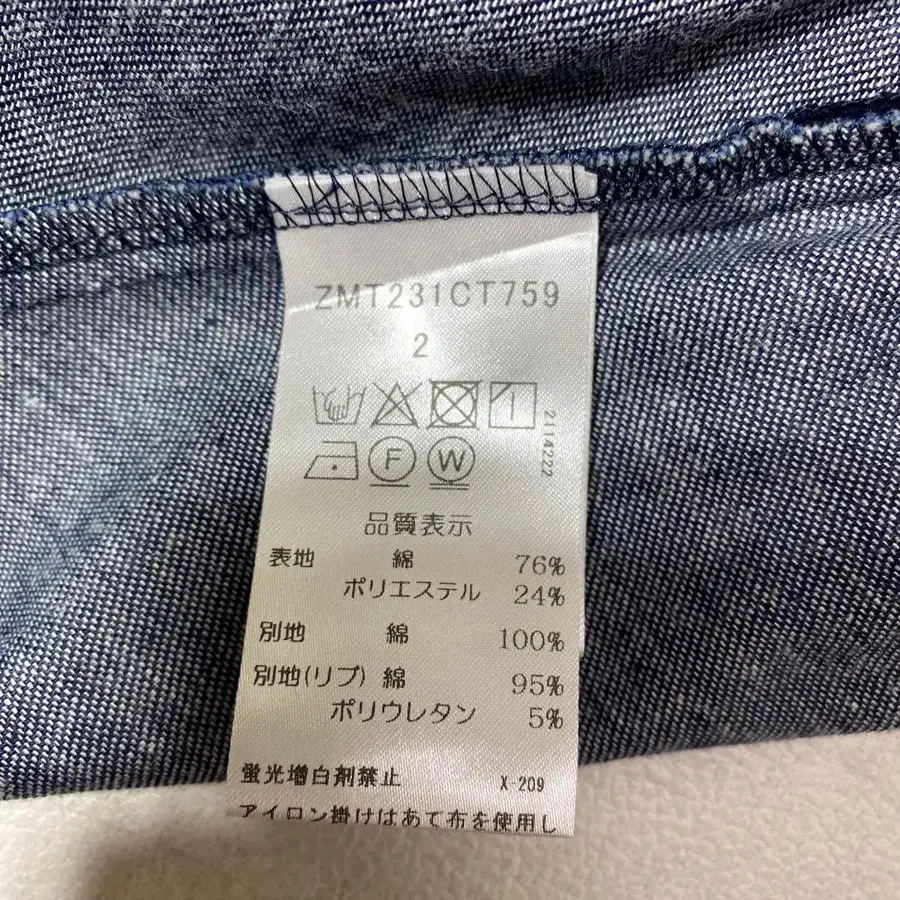 ZMT231CT759
2
2114222
F W
品質表示
表地 綿 76%
ポリエステル 24%
別地 綿 100%
別地(リブ) 綿 95%
ポリウレタン 5%
蛍光増白剤禁止 X-209
アイロン掛けはあて布を使用し